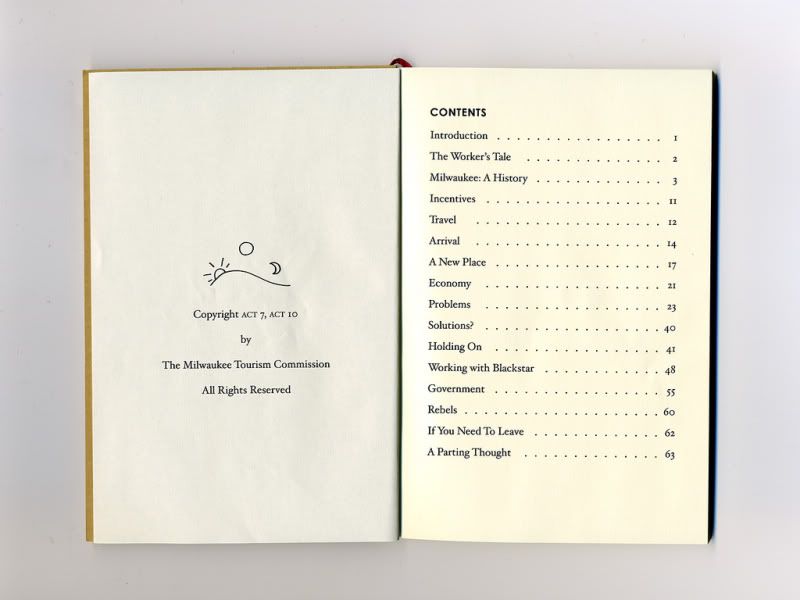 Copyright ACT 7, ACT 10
by
The Milwaukee Tourism Commission
All Rights Reserved
CONTENTS
Introduction . . . . . . . . . . . . . . . . . 1
The Worker's Tale . . . . . . . . . . . . . . 2
Milwaukee: A History . . . . . . . . . . . . . 3
Incentives . . . . . . . . . . . . . . . . . . 11
Travel . . . . . . . . . . . . . . . . . . . 12
Arrival . . . . . . . . . . . . . . . . . . . 14
A New Place . . . . . . . . . . . . . . . . . 17
Economy . . . . . . . . . . . . . . . . . . 21
Problems . . . . . . . . . . . . . . . . . . 23
Solutions? . . . . . . . . . . . . . . . . . . 40
Holding On . . . . . . . . . . . . . . . . . 41
Working with Blackstar . . . . . . . . . . . . 48
Government . . . . . . . . . . . . . . . . . 55
Rebels . . . . . . . . . . . . . . . . . . . . 60
If You Need To Leave . . . . . . . . . . . . . 62
A Parting Thought . . . . . . . . . . . . . . 63